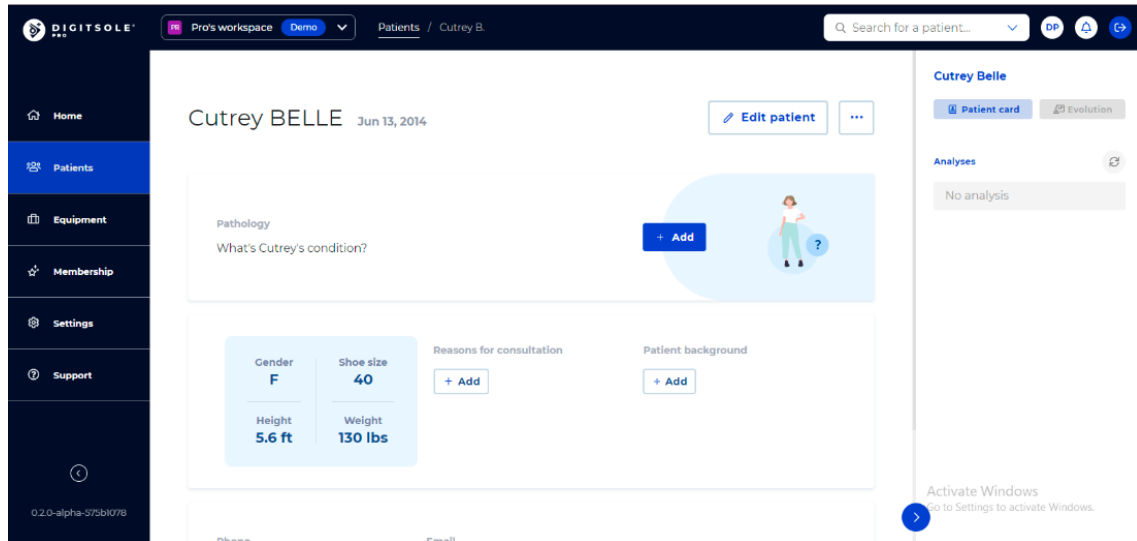 DIGITSOLE
PRO
PR Pro's workspace Demo
Patients / Cutrey B.
Search for a patient...
DP
Home
Patients
Equipment
Membership
Settings
Support
0.2.0-alpha-575b1078
Cutrey BELLE Jun 13, 2014
Edit patient
...
Pathology
What's Cutrey's condition?
+ Add
?
Gender
F
Shoe size
40
Height
5.6 ft
Weight
130 lbs
Reasons for consultation
+ Add
Patient background
+ Add
Phone
Email
Cutrey Belle
Patient card
Evolution
Analyses
No analysis
Activate Windows
Go to Settings to activate Windows.